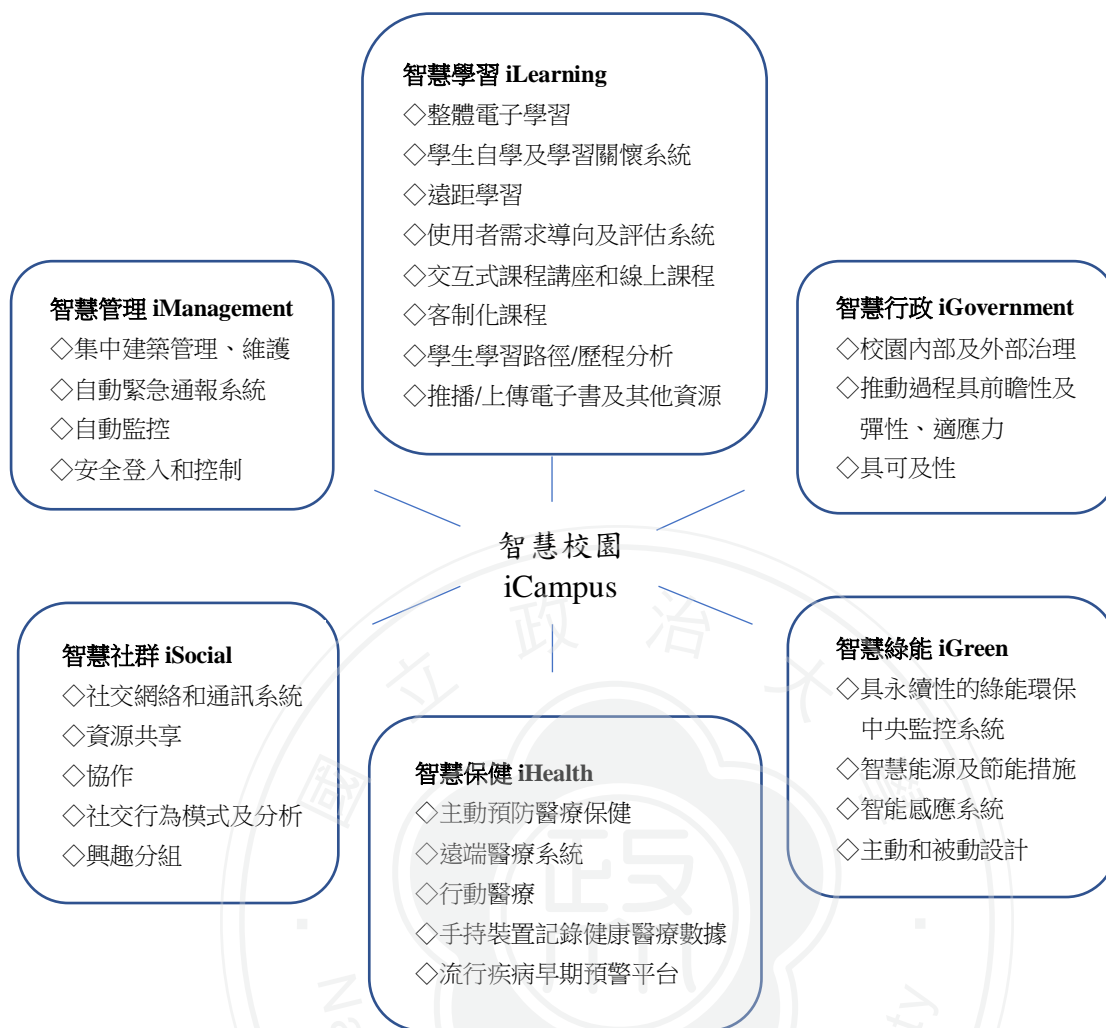 智慧學習 iLearning
◇整體電子學習
◇學生自學及學習關懷系統
◇遠距學習
◇使用者需求導向及評估系統
◇交互式課程講座和線上課程
◇客制化課程
◇學生學習路徑/歷程分析
◇推播/上傳電子書及其他資源
智慧管理 iManagement
◇集中建築管理、維護
◇自動緊急通報系統
◇自動監控
◇安全登入和控制
智慧行政 iGovernment
◇校園內部及外部治理
◇推動過程具前瞻性及
彈性、適應力
◇具可及性
智慧校園
iCampus
智慧社群 iSocial
◇社交網絡和通訊系統
◇資源共享
◇協作
◇社交行為模式及分析
◇興趣分組
智慧保健 iHealth
◇主動預防醫療保健
◇遠端醫療系統
◇行動醫療
◇手持裝置記錄健康醫療數據
◇流行疾病早期預警平台
智慧綠能 iGreen
◇具永續性的綠能環保
中央監控系統
◇智慧能源及節能措施
◇智能感應系統
◇主動和被動設計
國立政治大
政